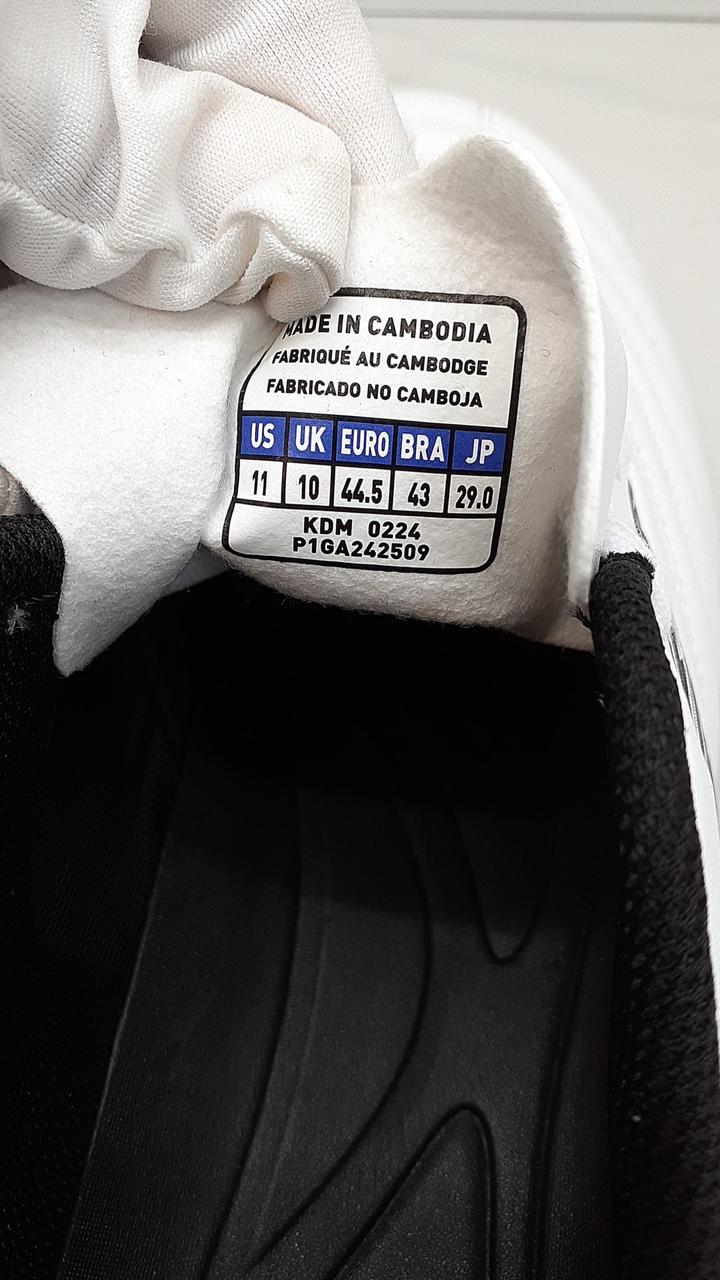 MADE IN CAMBODIA
FABRIQUÉ AU CAMBODGE
FABRICADO NO CAMBOJA
US UK EURO BRA JP
11 10 44.5 43 29.0
KDM 0224
P1GA242509